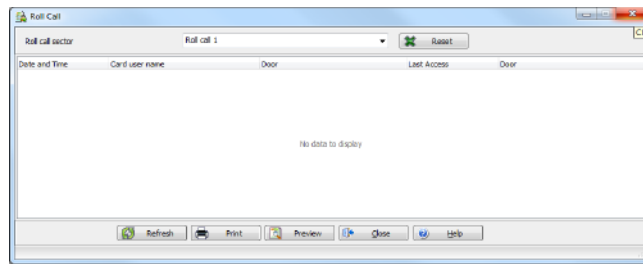 Roll Call
Roll call sector Roll call 1 Reset
Date and Time Card user name Door Last Access Door
No data to display
Refresh Print Preview Close Help